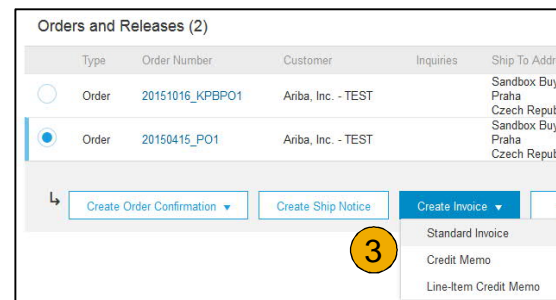 Orders and Releases (2)
Type Order Number Customer Inquiries Ship To Addr
Sandbox Buy
Order 20151016_KPBPO1 Ariba, Inc. - TEST Praha
Czech Repub
Sandbox Buy
Order 20150415_PO1 Ariba, Inc. - TEST Praha
Czech Repub
Create Order Confirmation Create Ship Notice Create Invoice
3
Standard Invoice
Credit Memo
Line-Item Credit Memo